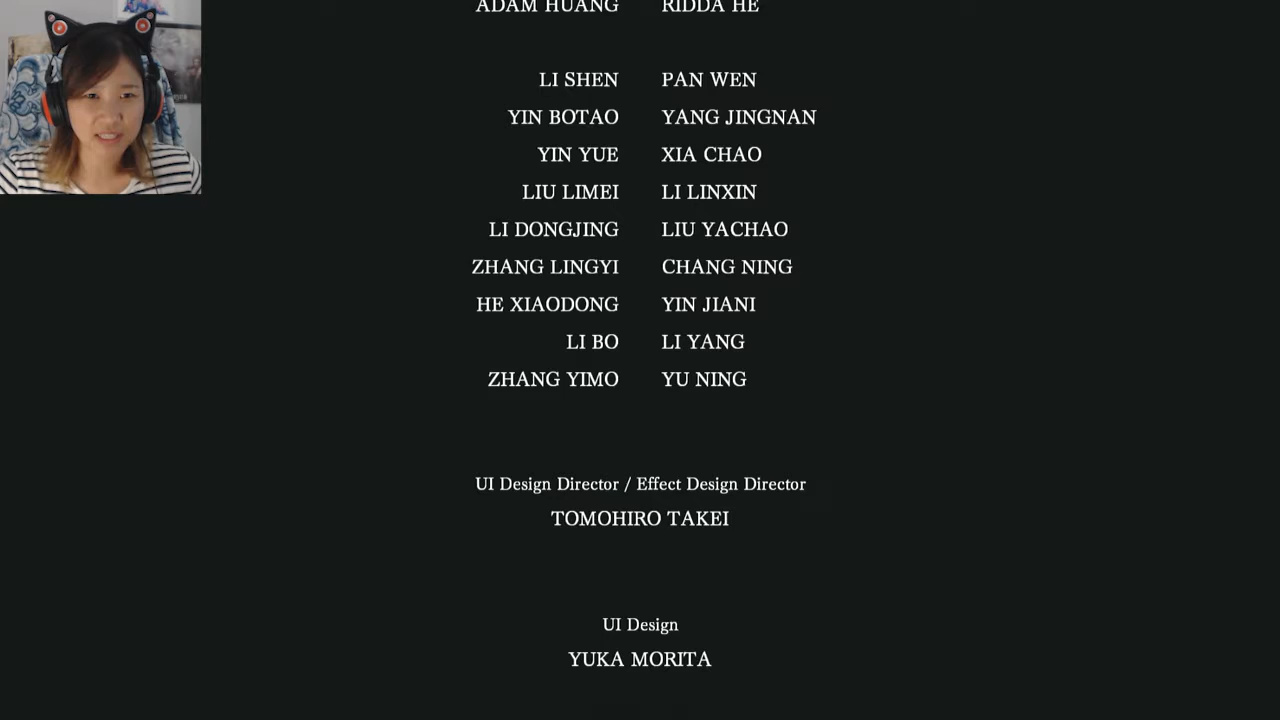 ADAM HUANG RIDDA HE
LI SHEN PAN WEN
YIN BOTAO YANG JINGNAN
YIN YUE XIA CHAO
LIU LIMEI LI LINXIN
LI DONGJING LIU YACHAO
ZHANG LINGYI CHANG NING
HE XIAODONG YIN JIANI
LI BO LI YANG
ZHANG YIMO YU NING
UI Design Director / Effect Design Director
TOMOHIRO TAKEI
UI Design
YUKA MORITA